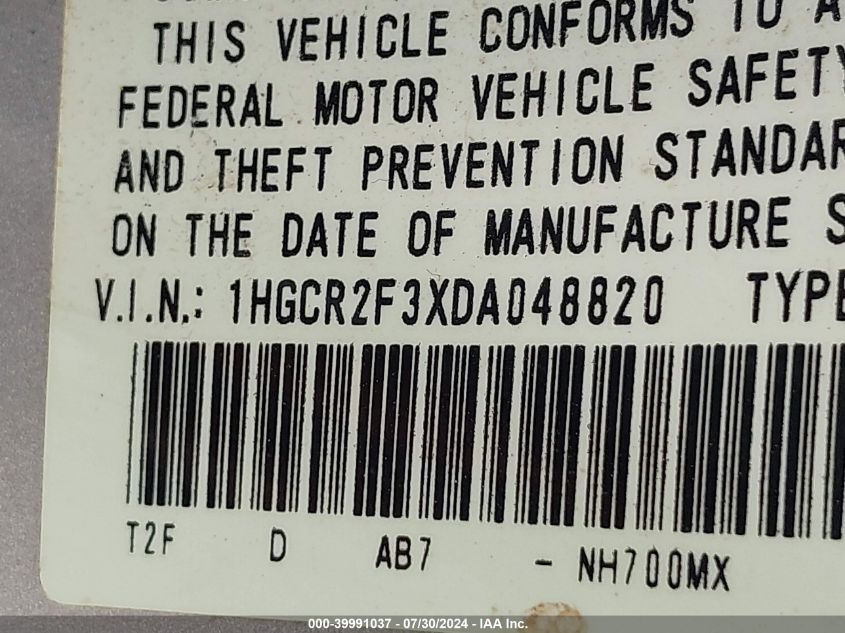 THIS VEHICLE CONFORMS TO A
FEDERAL MOTOR VEHICLE SAFETY
AND THEFT PREVENTION STANDAR
ON THE DATE OF MANUFACTURE S
V.I.N.: 1HGCR2F3XDA048820 TYPE
T2F D AB7 - NH700MX
000-39991037 - 07/30/2024 - IAA Inc.